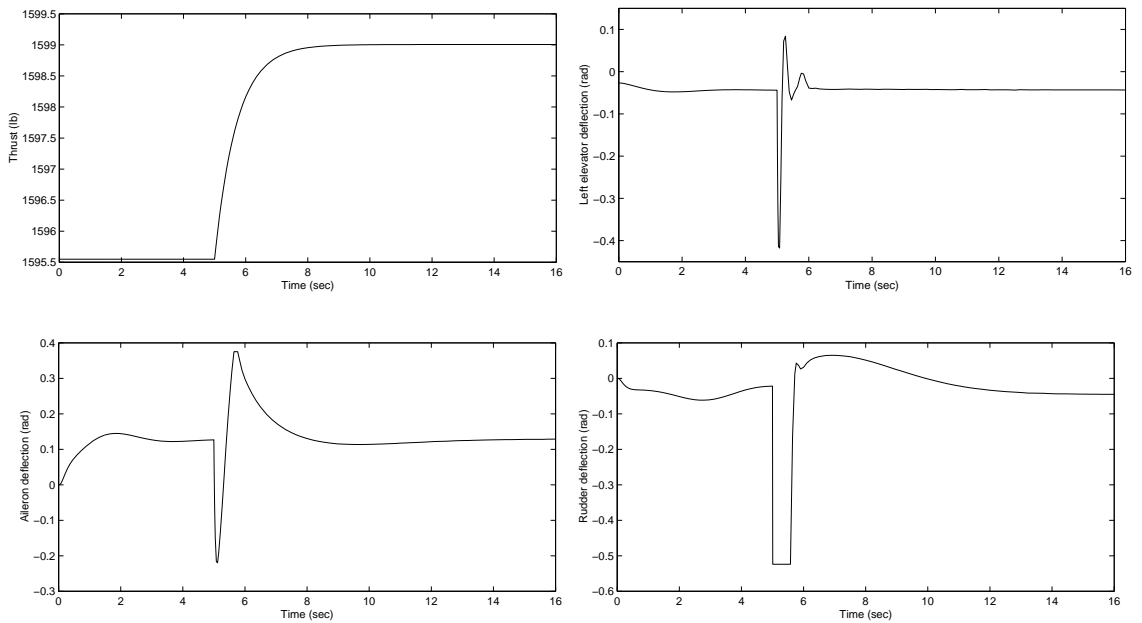 1599.5
1599
1598.5
1598
1597.5
1597
1596.5
1596
1595.5
Thrust (lb)
0 2 4 6 8 10 12 14 16
Time (sec)
0.1
0
−0.1
−0.2
−0.3
−0.4
Left elevator deflection (rad)
0 2 4 6 8 10 12 14 16
Time (sec)
0.4
0.3
0.2
0.1
0
−0.1
−0.2
−0.3
Aileron deflection (rad)
0 2 4 6 8 10 12 14 16
Time (sec)
0.1
0
−0.1
−0.2
−0.3
−0.4
−0.5
−0.6
Rudder deflection (rad)
0 2 4 6 8 10 12 14 16
Time (sec)